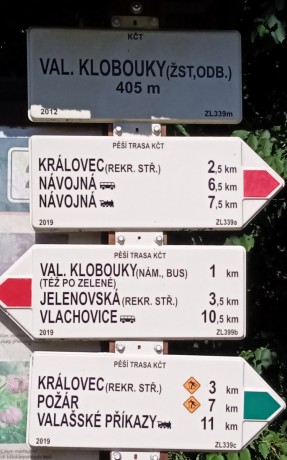 KČT
VAL. KLOBOUKY(ŽST,ODB.)
405 m
2012 ZL339m
PĚŠÍ TRASA KČT
KRÁLOVEC(REKR. STŘ.) 2,5 km
NÁVOJNÁ 6,5 km
NÁVOJNÁ 7,5 km
2019 ZL339a
PĚŠÍ TRASA KČT
VAL. KLOBOUKY(NÁM., BUS) 1 km
(TÉŽ PO ZELENÉ)
JELENOVSKÁ(REKR. STŘ.) 3,5 km
VLACHOVICE 10,5 km
2019 ZL399b
PĚŠÍ TRASA KČT
KRÁLOVEC(REKR. STŘ.) 3 km
POŽÁR 7 km
VALAŠSKÉ PŘÍKAZY 11 km
2019 ZL339c